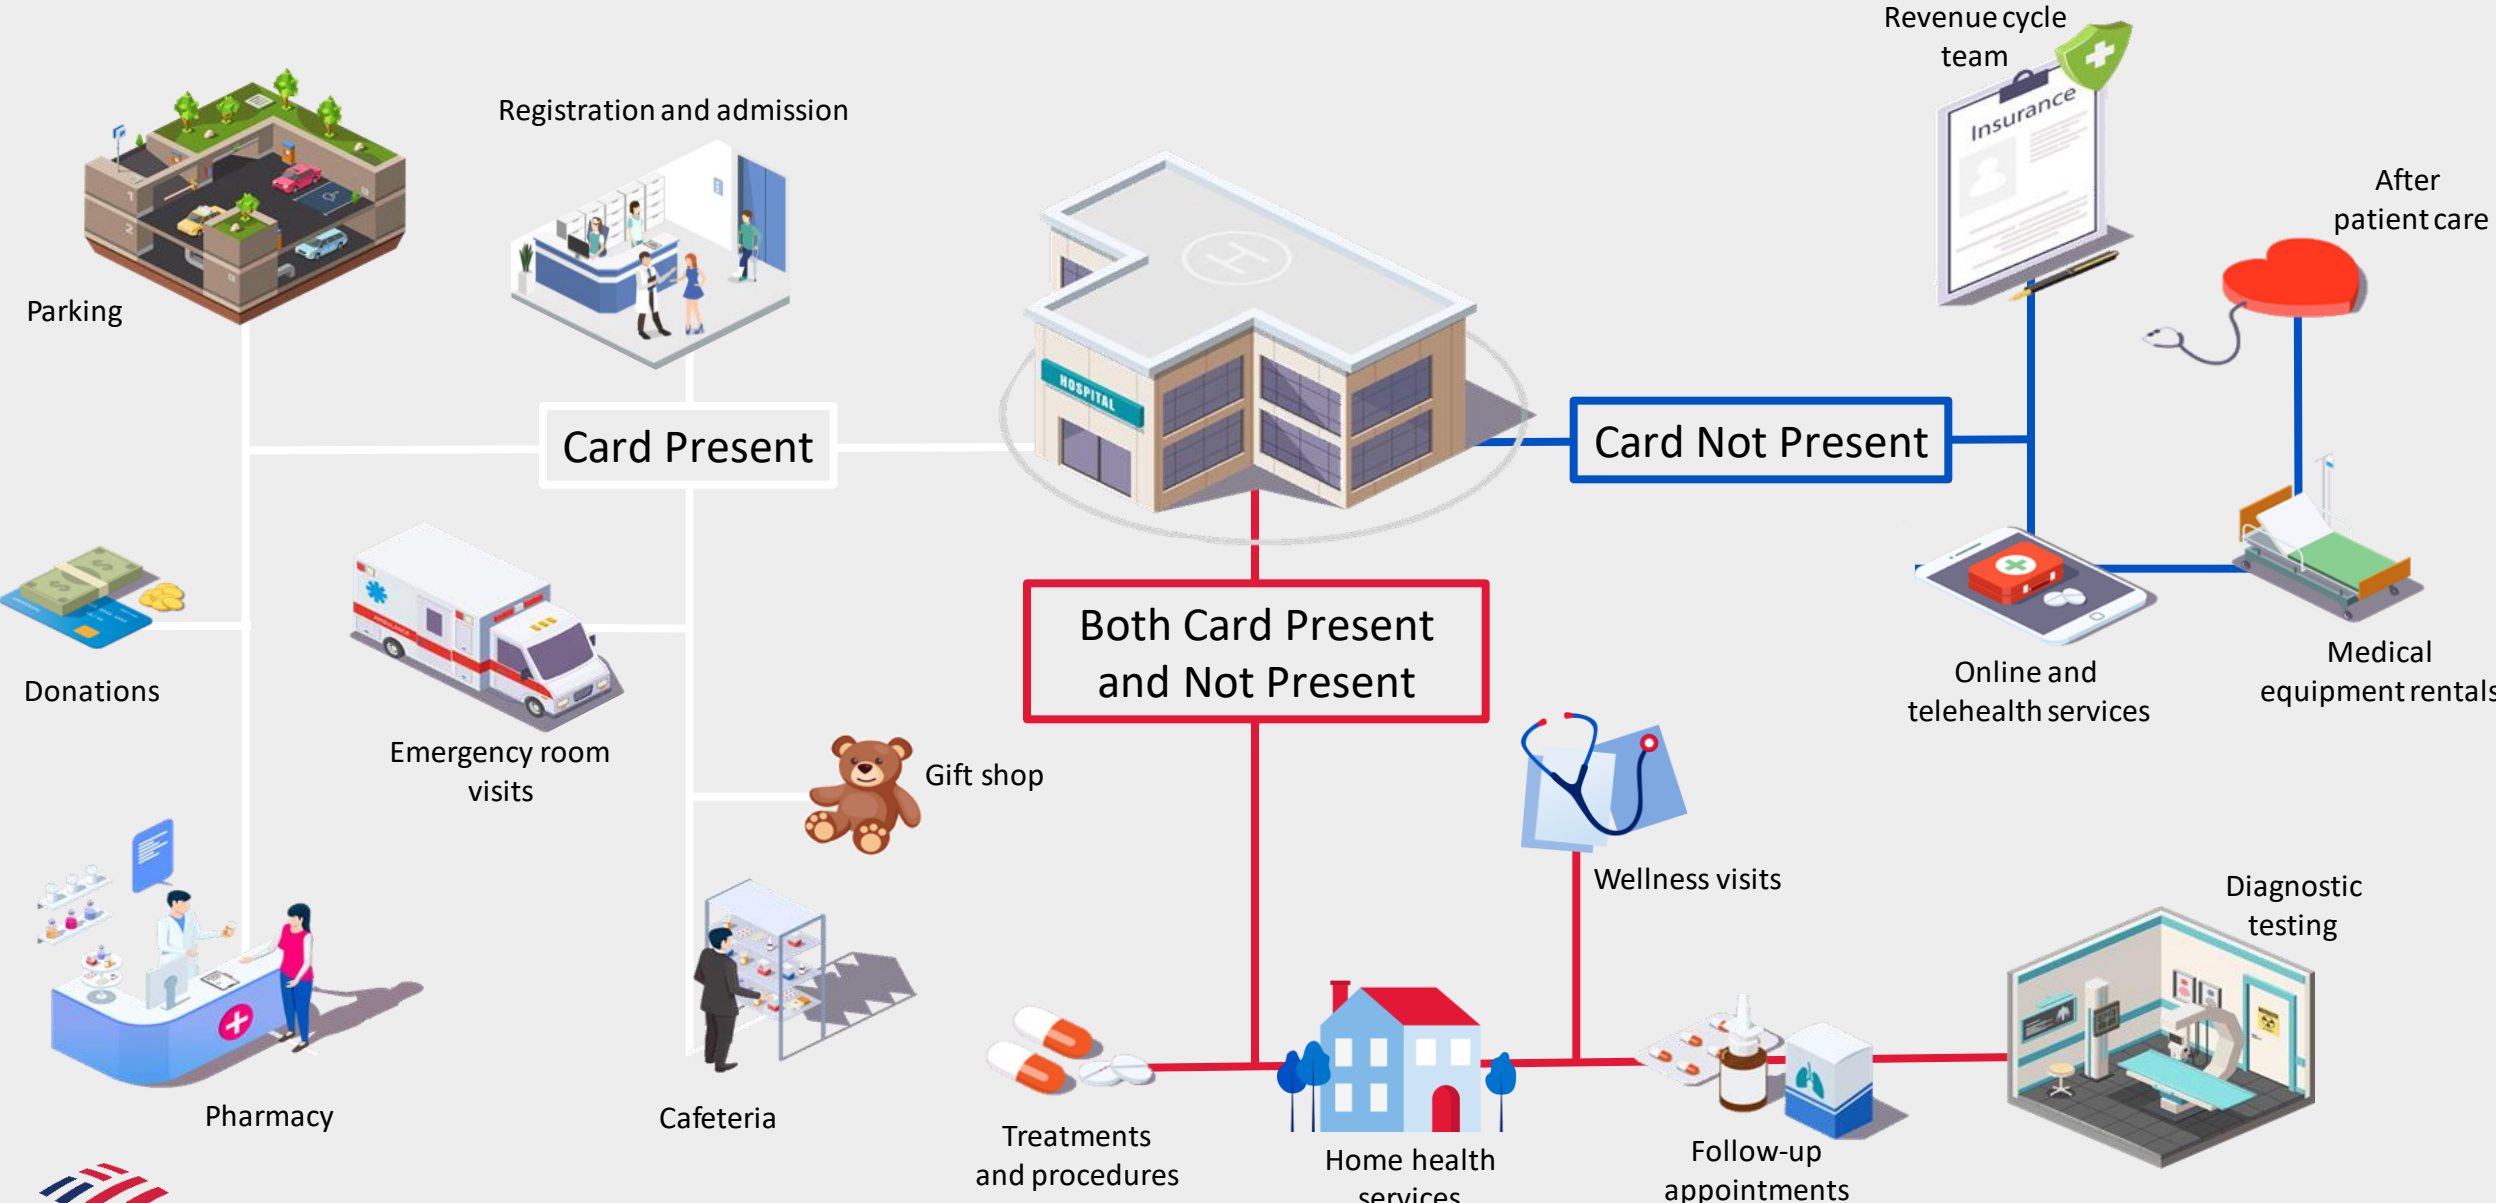 Revenue cycle
team
Insurance
Registration and admission
After
patient care
Parking
HOSPITAL
Card Present
Card Not Present
Both Card Present
and Not Present
Donations
AMBULANCE
Emergency room
visits
Gift shop
Online and
telehealth services
Medical
equipment rentals
Wellness visits
Diagnostic
testing
Pharmacy
Cafeteria
Treatments
and procedures
Home health
services
Follow-up
appointments